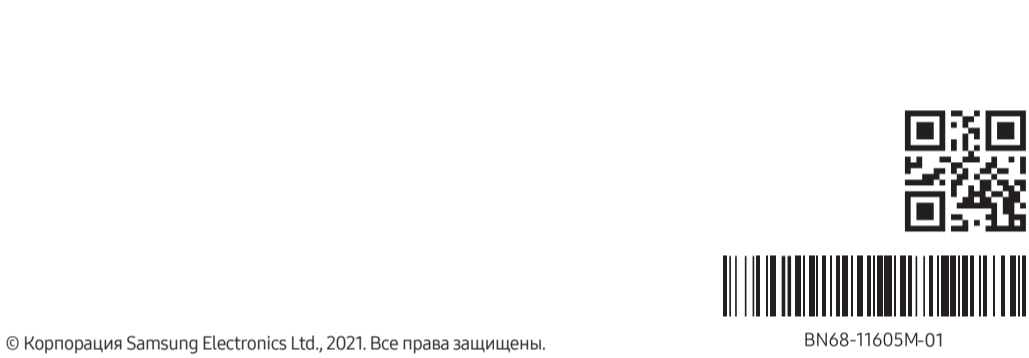 BN68-11605M-01
© Корпорация Samsung Electronics Ltd., 2021. Все права защищены.